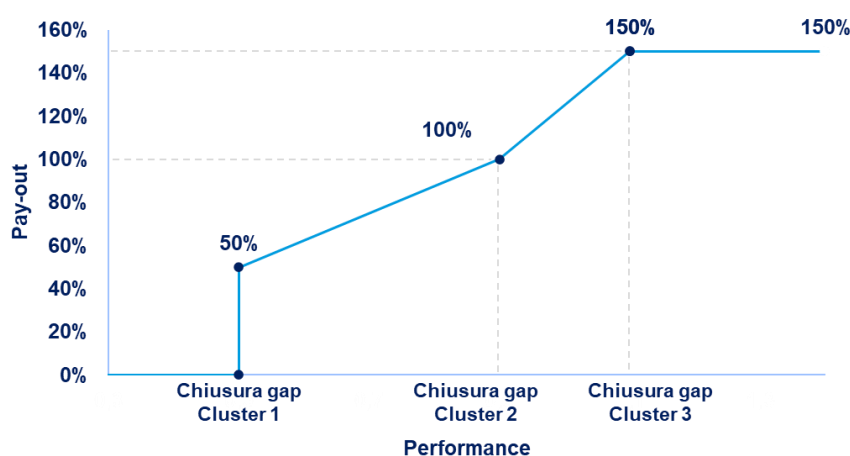 160%
150%
150%
140%
120%
100%
100%
80%
60%
50%
40%
20%
0%
Pay-out
Chiusura gap
Cluster 1
Chiusura gap
Cluster 2
Chiusura gap
Cluster 3
Performance